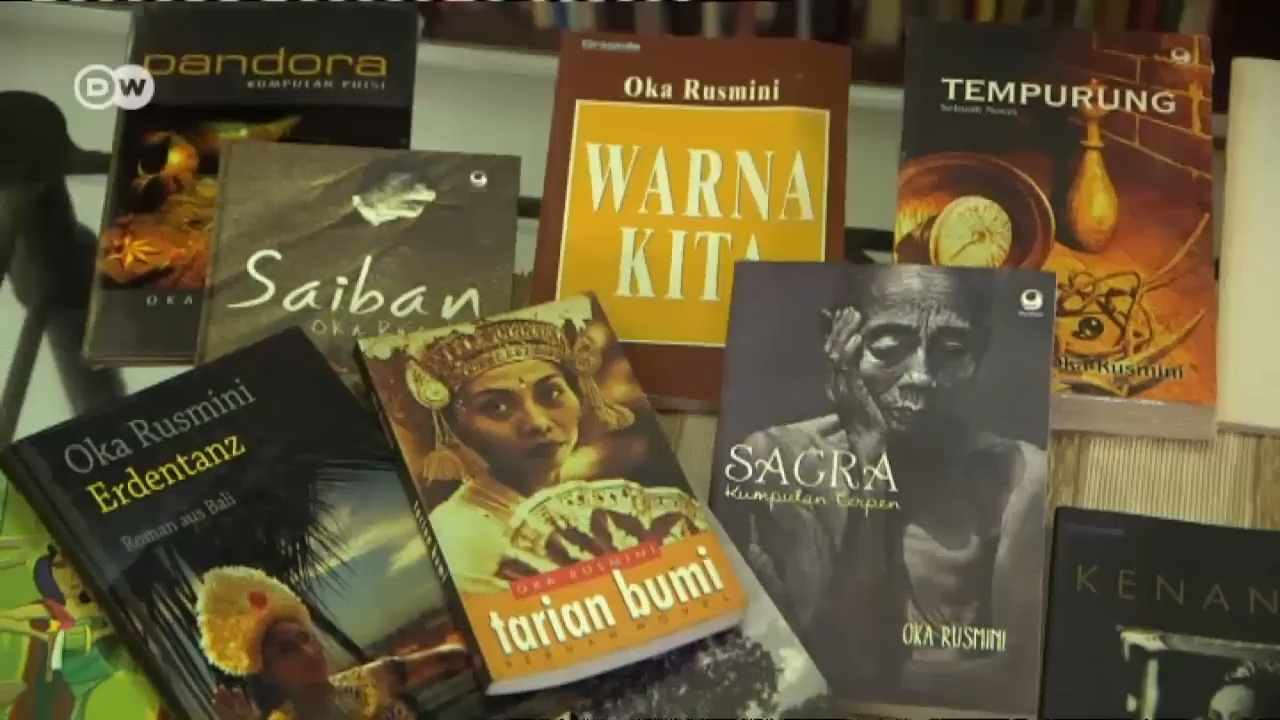 DW
pandora
KUMPULAN PUISI
OKA
Saiban
Oka
Oka Rusmini
WARNA
KITA
TEMPURUNG
Sebuah Novel
Oka Rusmini
Oka Rusmini
Erdentanz
Roman aus Bali
OKA RUSMINI
tarian bumi
SEBUAH NOVEL
SAGRA
Kumpulan Cerpen
OKA RUSMINI
KENAN